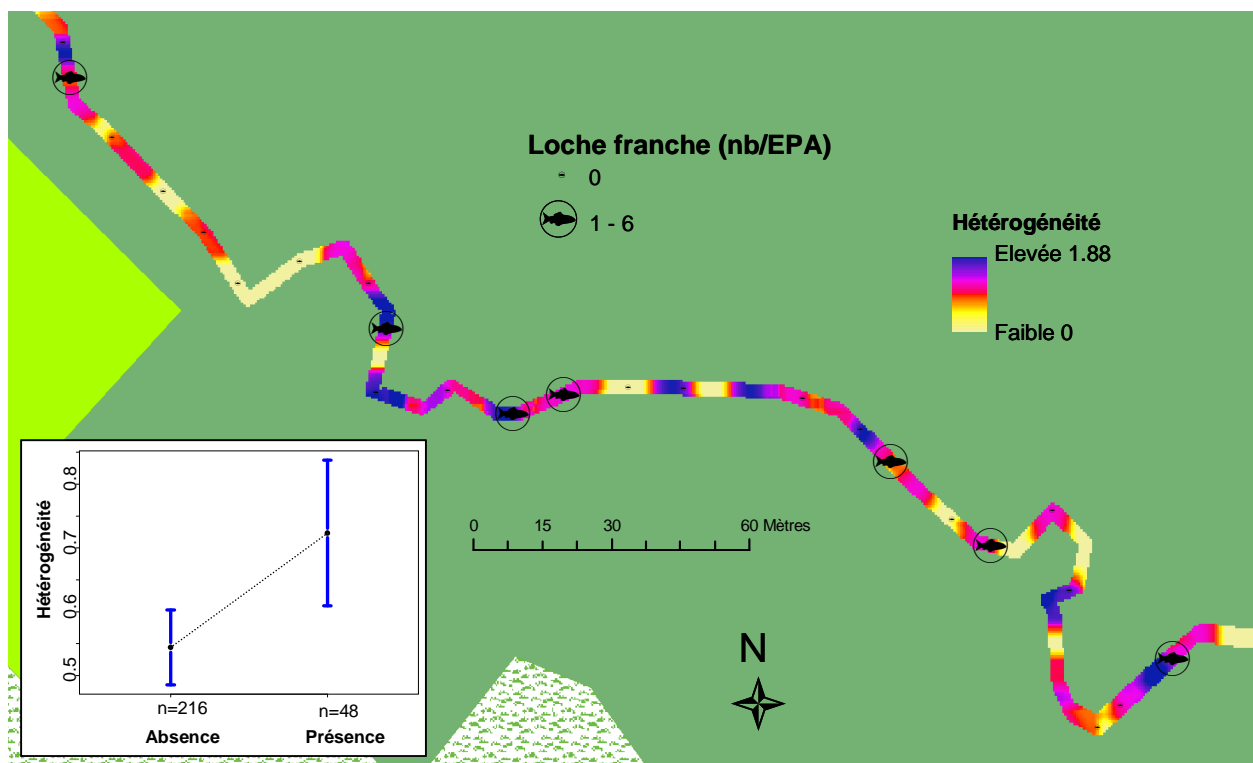 Loche franche (nb/EPA)
0
1 - 6
Hétérogénéité
Elevée 1.88
Faible 0
0 15 30 60 Mètres
N
Hétérogénéité
0.8
0.7
0.6
0.5
n=216 n=48
Absence Présence